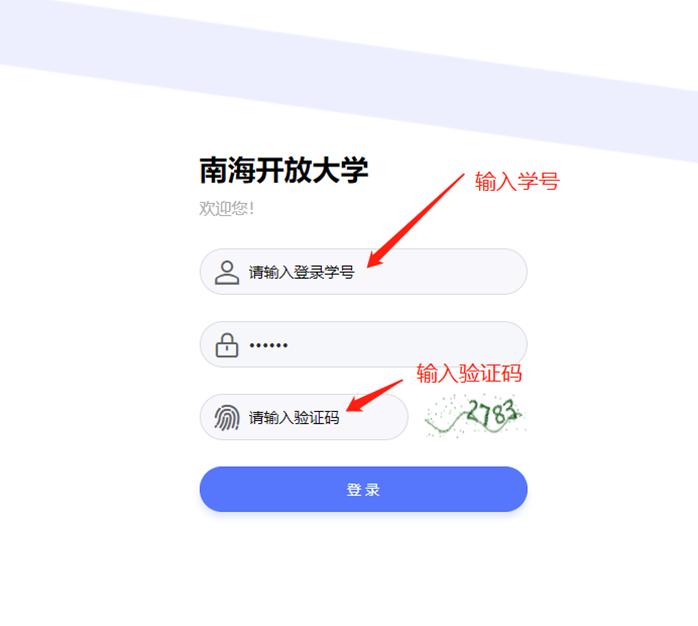 南海开放大学
输入学号
欢迎您！
请输入登录学号
••••••
输入验证码
请输入验证码
2783
登 录